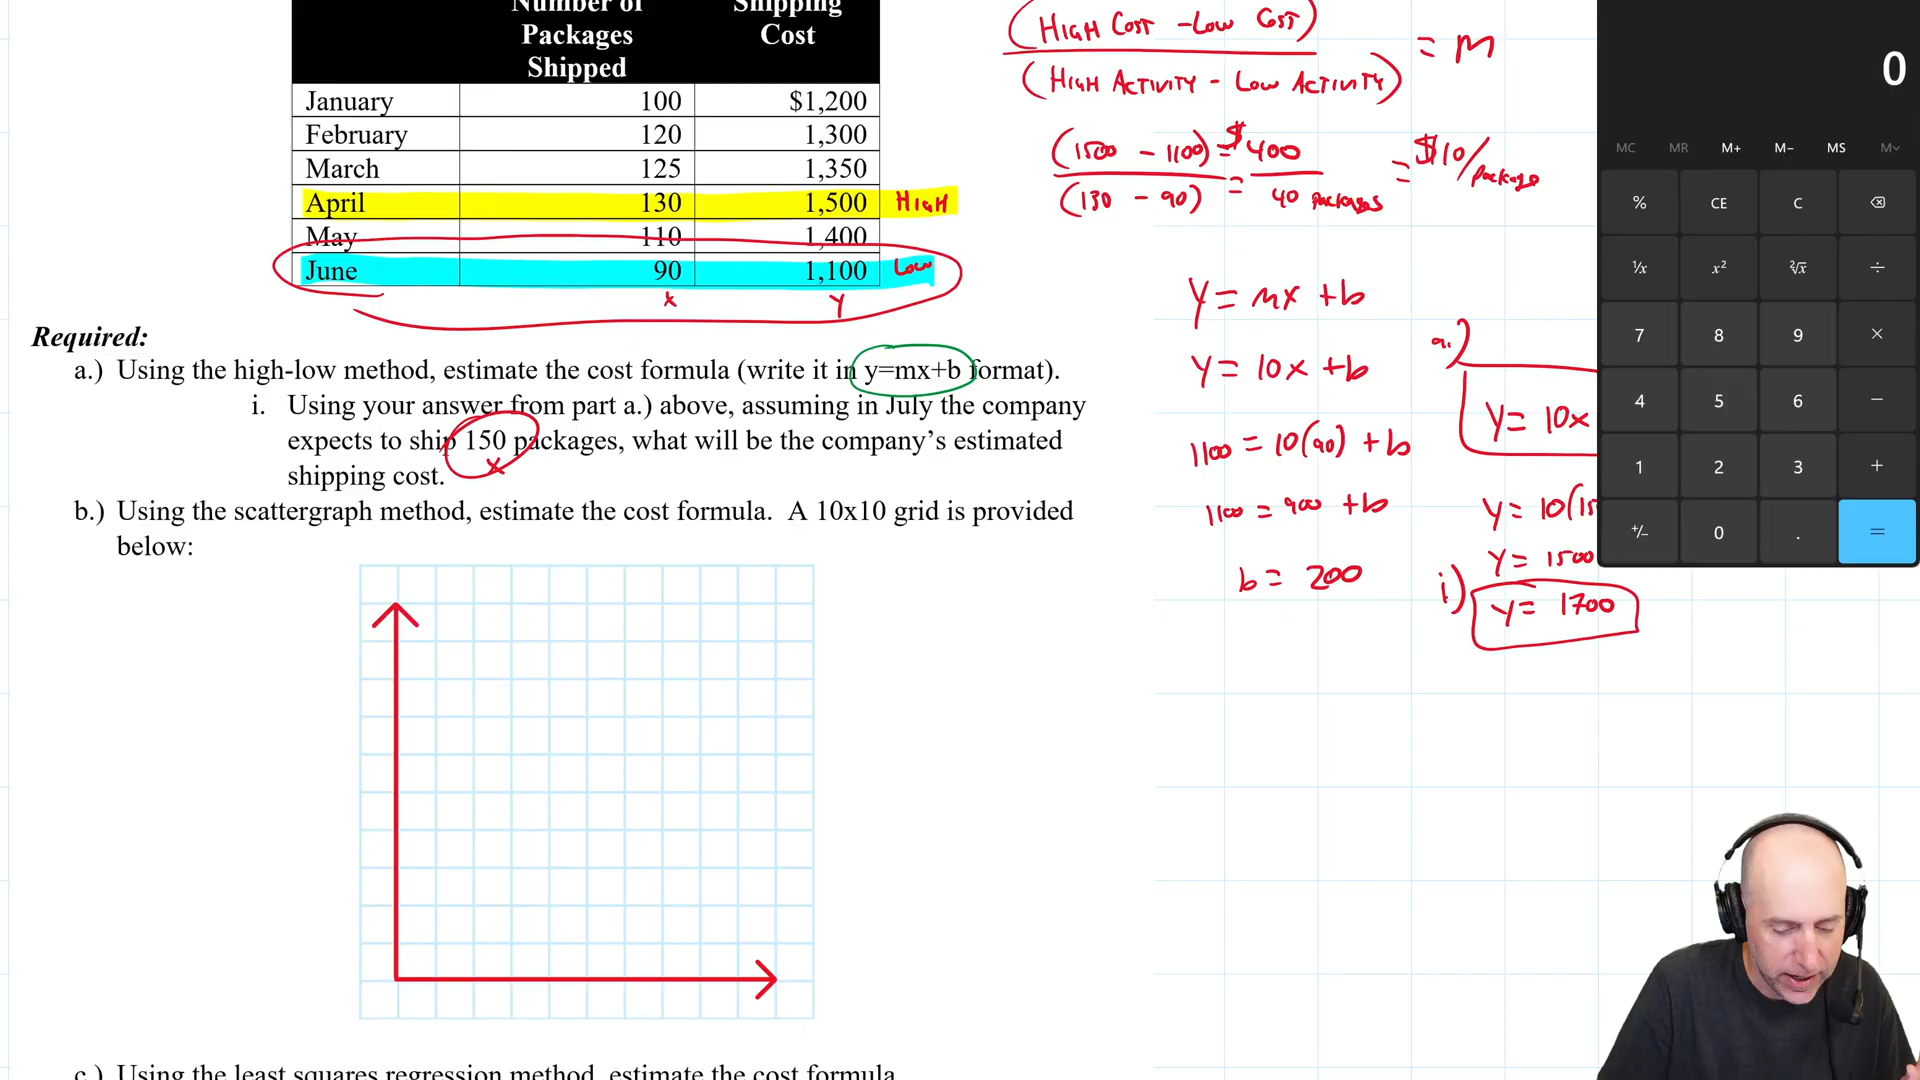 Number of Packages Shipped
Shipping Cost
January 100 $1,200
February 120 1,300
March 125 1,350
April 130 1,500 HIGH
May 110 1,400
June 90 1,100 Low
x y
Required:
a.) Using the high-low method, estimate the cost formula (write it in y=mx+b format).
i. Using your answer from part a.) above, assuming in July the company
expects to ship 150 packages, what will be the company's estimated
shipping cost.
x
b.) Using the scattergraph method, estimate the cost formula. A 10x10 grid is provided
below:
c.) Using the least squares regression method, estimate the cost formula
(HIGH COST - LOW COST)
(HIGH ACTIVITY - LOW ACTIVITY)
= M
(1500 - 1100) = $400
(130 - 90) = 40 packages
= $10/package
Y = mx + b
Y = 10x + b
1100 = 10(90) + b
1100 = 900 + b
b = 200
a.)
Y = 10x
Y = 10(15
Y = 1500
i) Y = 1700
0
MC MR M+ M− MS M˅
% CE C ⌫
1/x x² ²√x ÷
7 8 9 ×
4 5 6 −
1 2 3 +
+/− 0 . =